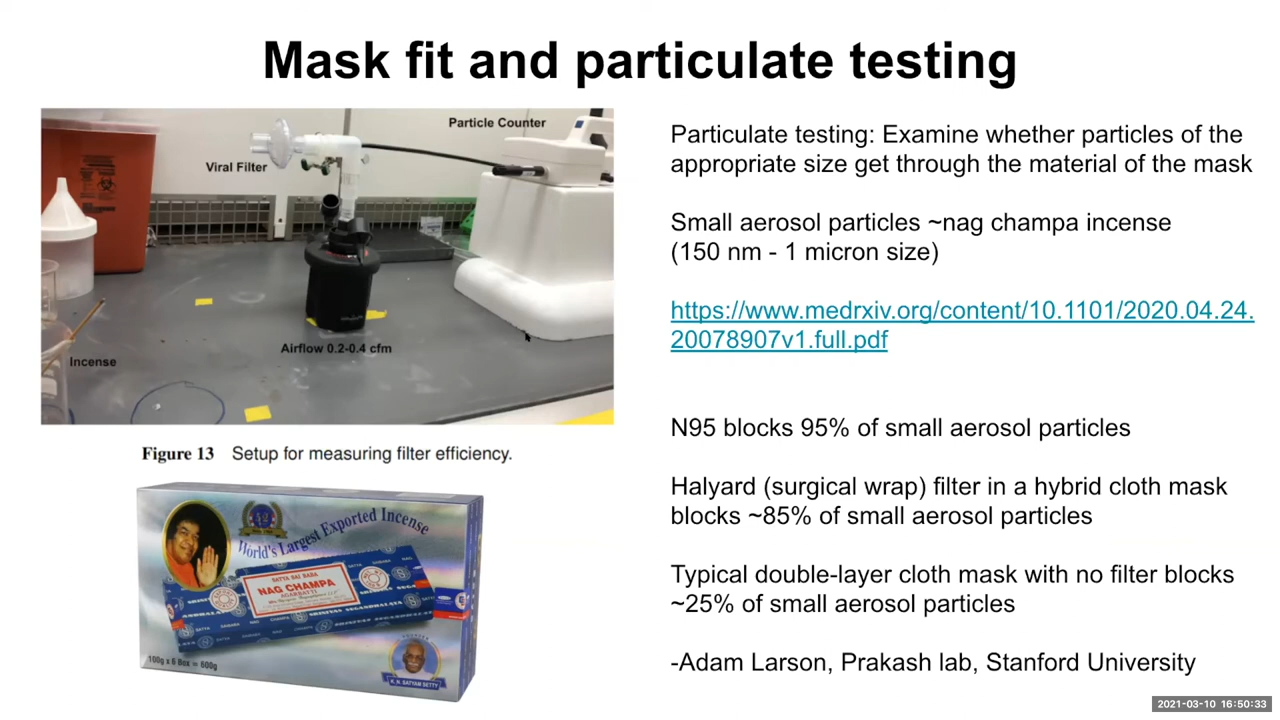 Mask fit and particulate testing
Particle Counter
Viral Filter
Airflow 0.2-0.4 cfm
Incense
Figure 13 Setup for measuring filter efficiency.
World's Largest Exported Incense
SATYA SAI BABA
NAG CHAMPA
AGARBATTI
100g x 6 Box = 600g
K. N. SATYAM SETTY
Particulate testing: Examine whether particles of the
appropriate size get through the material of the mask
Small aerosol particles ~nag champa incense
(150 nm - 1 micron size)
https://www.medrxiv.org/content/10.1101/2020.04.24.
20078907v1.full.pdf
N95 blocks 95% of small aerosol particles
Halyard (surgical wrap) filter in a hybrid cloth mask
blocks ~85% of small aerosol particles
Typical double-layer cloth mask with no filter blocks
~25% of small aerosol particles
-Adam Larson, Prakash lab, Stanford University
2021-03-10 16:50:33